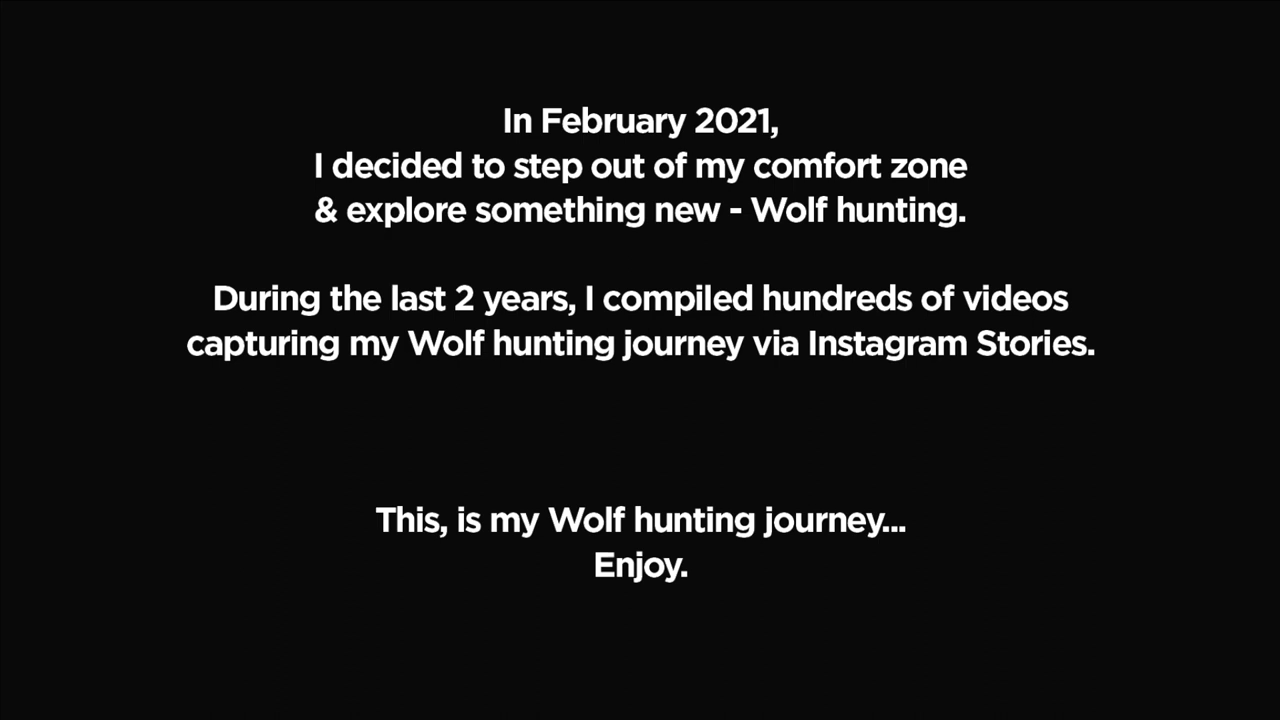 In February 2021,
I decided to step out of my comfort zone
& explore something new - Wolf hunting.
During the last 2 years, I compiled hundreds of videos
capturing my Wolf hunting journey via Instagram Stories.
This, is my Wolf hunting journey...
Enjoy.